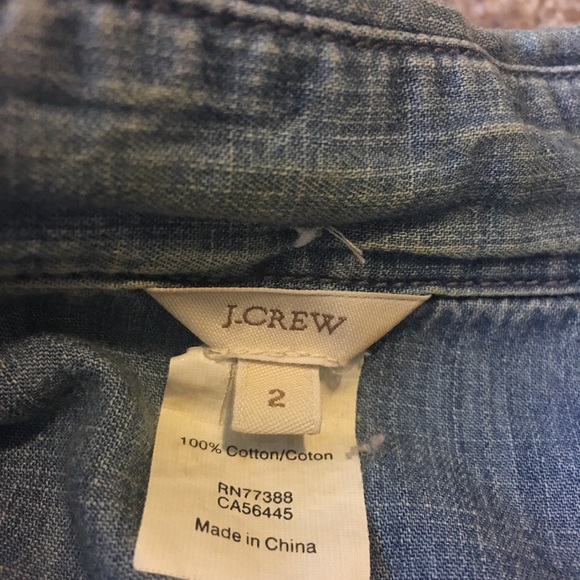 J.CREW
2
100% Cotton/Coton
RN77388
CA56445
Made in China